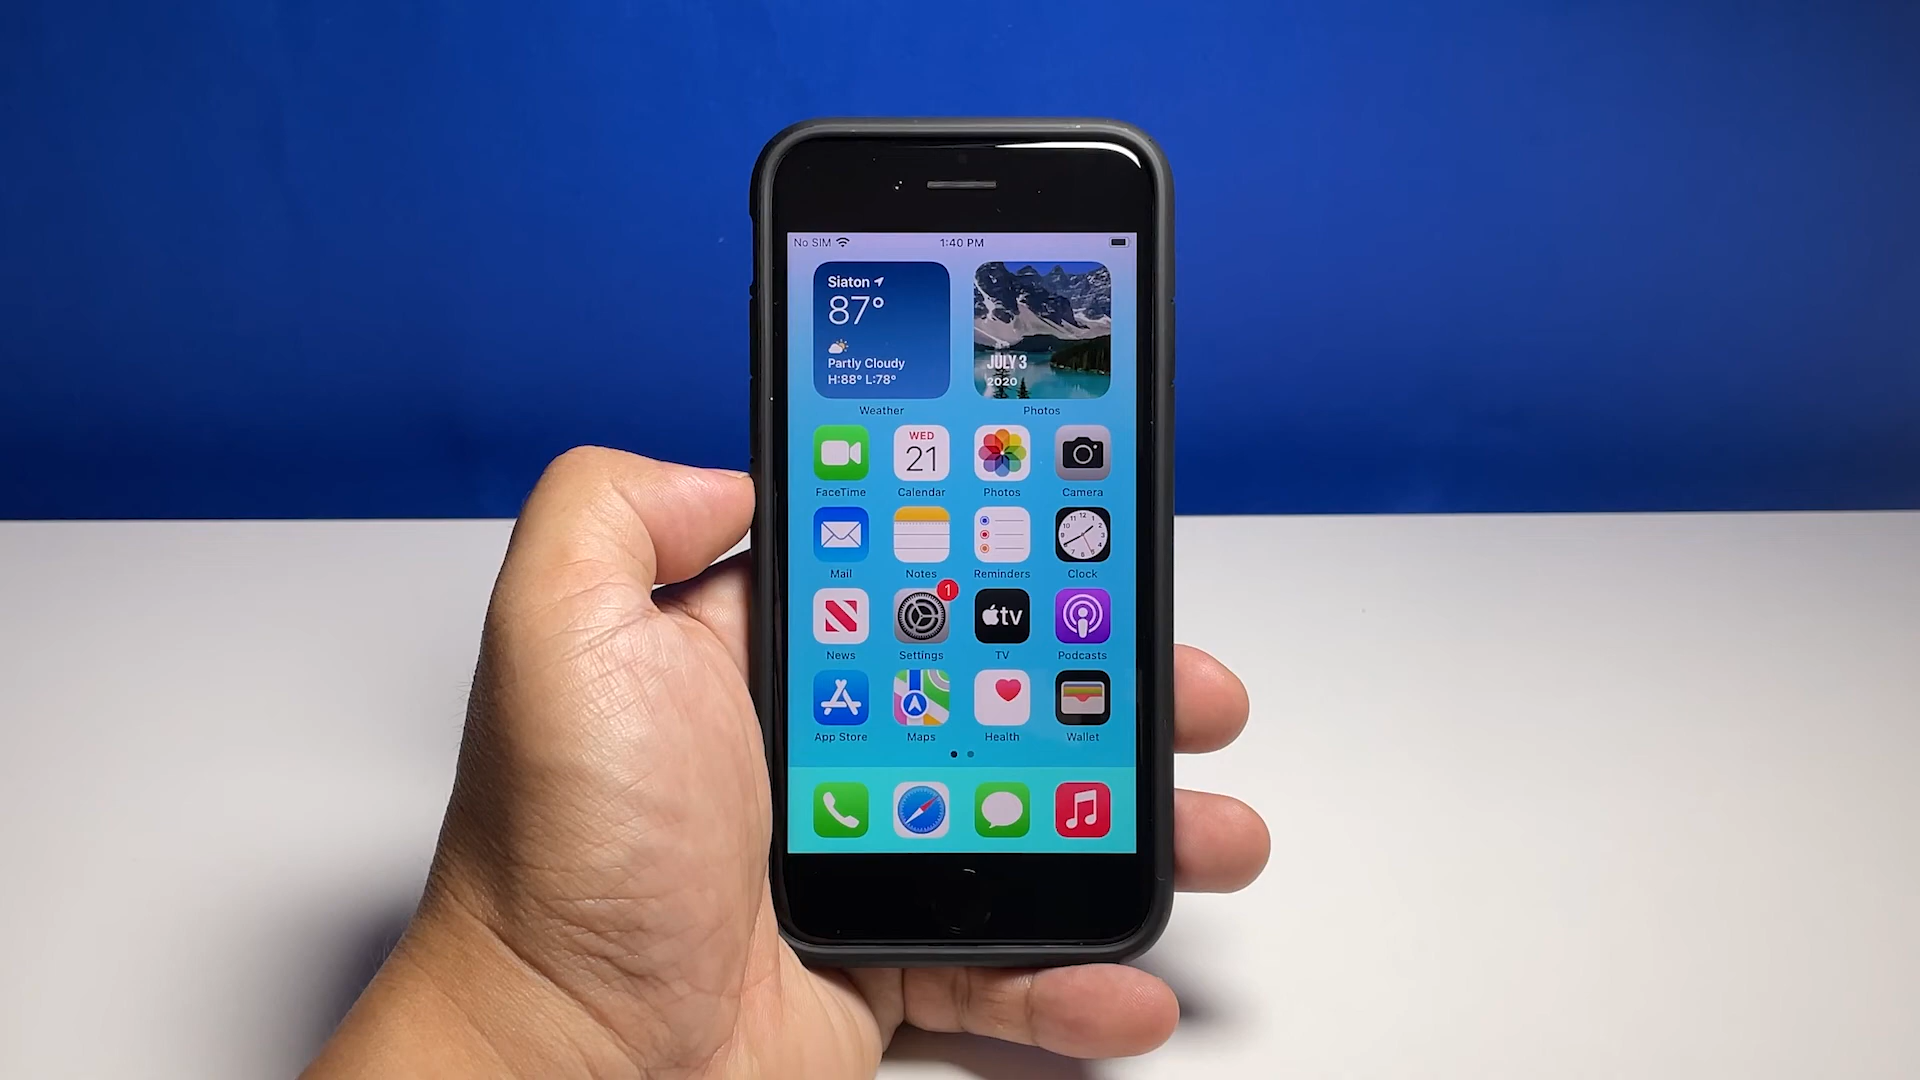 No SIM 1:40 PM
Siaton
87°
Partly Cloudy
H:88° L:78°
JULY 3
2020
Weather Photos
WED
21
FaceTime Calendar Photos Camera
Mail Notes Reminders Clock
1
tv
News Settings TV Podcasts
App Store Maps Health Wallet